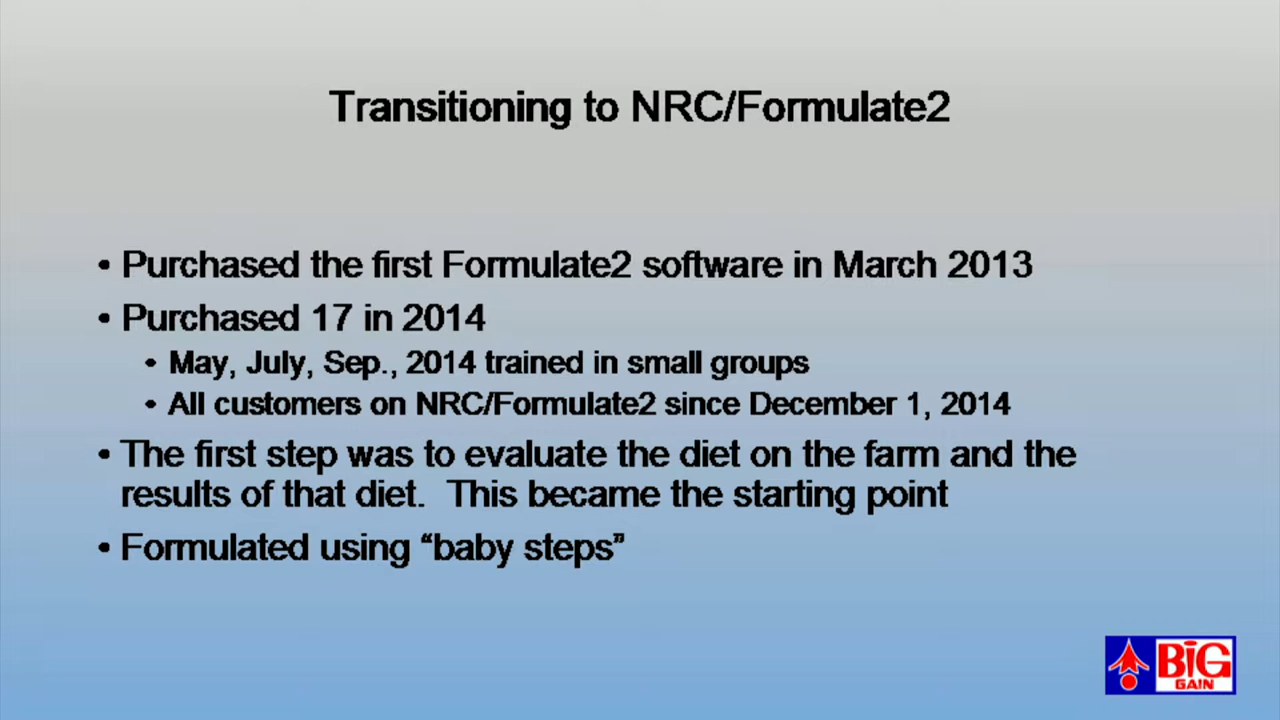 Transitioning to NRC/Formulate2
• Purchased the first Formulate2 software in March 2013
• Purchased 17 in 2014
• May, July, Sep., 2014 trained in small groups
• All customers on NRC/Formulate2 since December 1, 2014
• The first step was to evaluate the diet on the farm and the
results of that diet.  This became the starting point
• Formulated using “baby steps”
BiG
GAIN